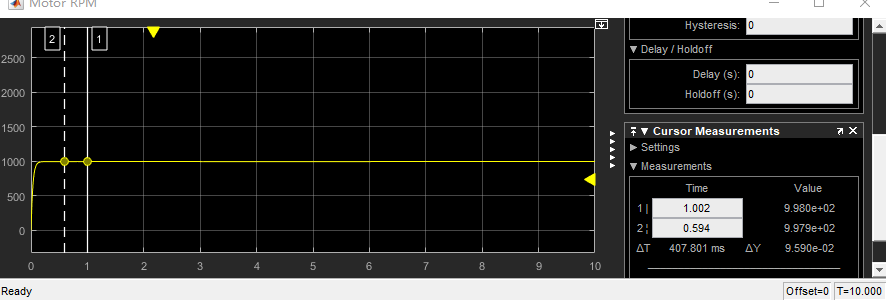 Motor RPM
2
1
2500
2000
1500
1000
500
0
0 1 2 3 4 5 6 7 8 9 10
Hysteresis: 0
▼ Delay / Holdoff
Delay (s): 0
Holdoff (s): 0
▼ Cursor Measurements
▶ Settings
▼ Measurements
Time Value
1 | 1.002 9.980e+02
2 ¦ 0.594 9.979e+02
ΔT 407.801 ms ΔY 9.590e-02
Ready Offset=0 T=10.000